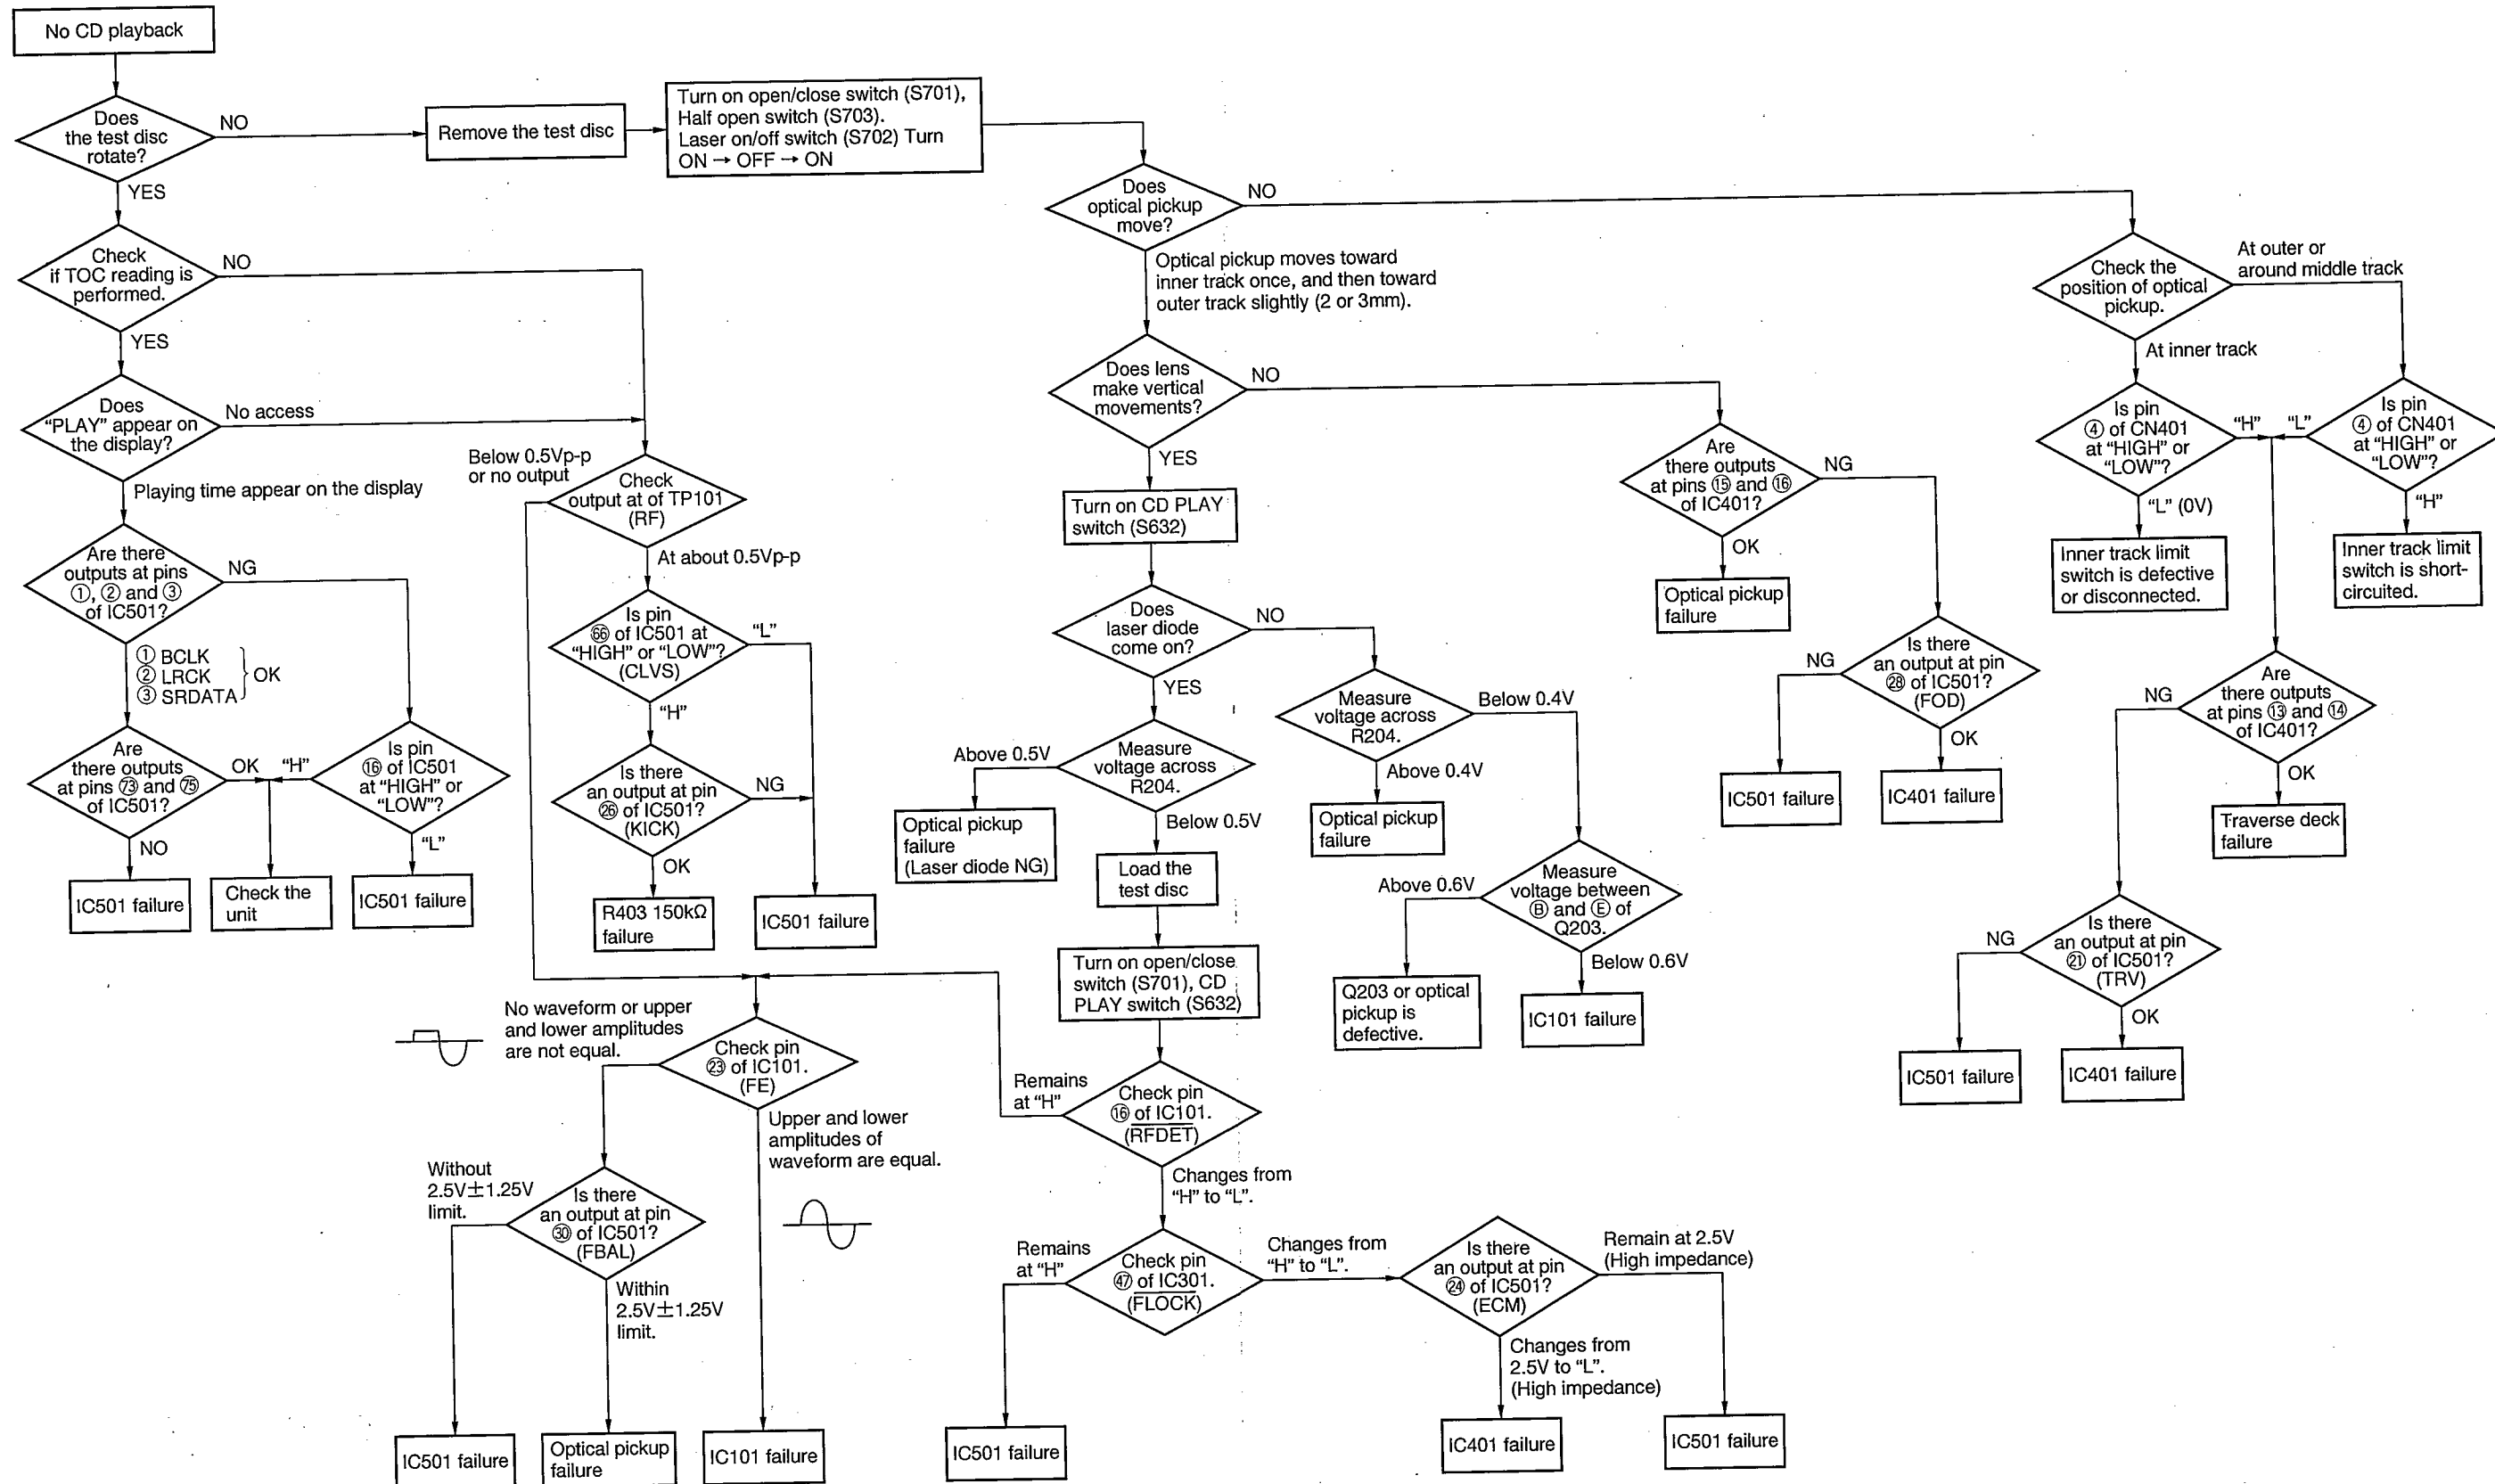 No CD playback
Does
the test disc
rotate?
NO
YES
Remove the test disc
Turn on open/close switch (S701),
Half open switch (S703).
Laser on/off switch (S702) Turn
ON → OFF → ON
Check
if TOC reading is
performed.
NO
YES
Does
“PLAY” appear on
the display?
No access
Playing time appear on the display
Are there
outputs at pins
①, ② and ③
of IC501?
NG
① BCLK
② LRCK
③ SRDATA
OK
Are
there outputs
at pins 73 and 75
of IC501?
OK
NO
“H”
Is pin
⑯ of IC501
at “HIGH” or
“LOW”?
“L”
IC501 failure
Check the
unit
IC501 failure
Below 0.5Vp-p
or no output
Check
output at of TP101
(RF)
At about 0.5Vp-p
Is pin
66 of IC501 at
“HIGH” or “LOW”?
(CLVS)
“L”
“H”
Is there
an output at pin
㉖ of IC501?
(KICK)
NG
OK
R403 150kΩ
failure
IC501 failure
No waveform or upper
and lower amplitudes
are not equal.
Check pin
㉓ of IC101.
(FE)
Upper and lower
amplitudes of
waveform are equal.
Without
2.5V±1.25V
limit.
Is there
an output at pin
㉚ of IC501?
(FBAL)
Within
2.5V±1.25V
limit.
IC501 failure
Optical pickup
failure
IC101 failure
Does
optical pickup
move?
NO
Optical pickup moves toward
inner track once, and then toward
outer track slightly (2 or 3mm).
Does lens
make vertical
movements?
NO
YES
Turn on CD PLAY
switch (S632)
Does
laser diode
come on?
NO
YES
Measure
voltage across
R204.
Above 0.5V
Below 0.5V
Optical pickup
failure
(Laser diode NG)
Load the
test disc
Turn on open/close
switch (S701), CD
PLAY switch (S632)
Check pin
⑯ of IC101.
(RFDET)
Remains
at “H”
Changes from
“H” to “L”.
Check pin
㊼ of IC301.
(FLOCK)
Remains
at “H”
Changes from
“H” to “L”.
IC501 failure
Is there
an output at pin
㉔ of IC501?
(ECM)
Remain at 2.5V
(High impedance)
Changes from
2.5V to “L”.
(High impedance)
IC401 failure
IC501 failure
Measure
voltage across
R204.
Below 0.4V
Above 0.4V
Optical pickup
failure
Measure
voltage between
Ⓑ and Ⓔ of
Q203.
Above 0.6V
Below 0.6V
Q203 or optical
pickup is
defective.
IC101 failure
Are
there outputs
at pins ⑮ and ⑯
of IC401?
NG
OK
Optical pickup
failure
Is there
an output at pin
㉘ of IC501?
(FOD)
NG
OK
IC501 failure
IC401 failure
Check the
position of optical
pickup.
At outer or
around middle track
At inner track
Is pin
④ of CN401
at “HIGH” or
“LOW”?
“H”
“L” (0V)
Inner track limit
switch is defective
or disconnected.
“L”
Is pin
④ of CN401
at “HIGH” or
“LOW”?
“H”
Inner track limit
switch is short-
circuited.
Are
there outputs
at pins ⑬ and ⑭
of IC401?
NG
OK
Traverse deck
failure
Is there
an output at pin
㉑ of IC501?
(TRV)
NG
OK
IC501 failure
IC401 failure